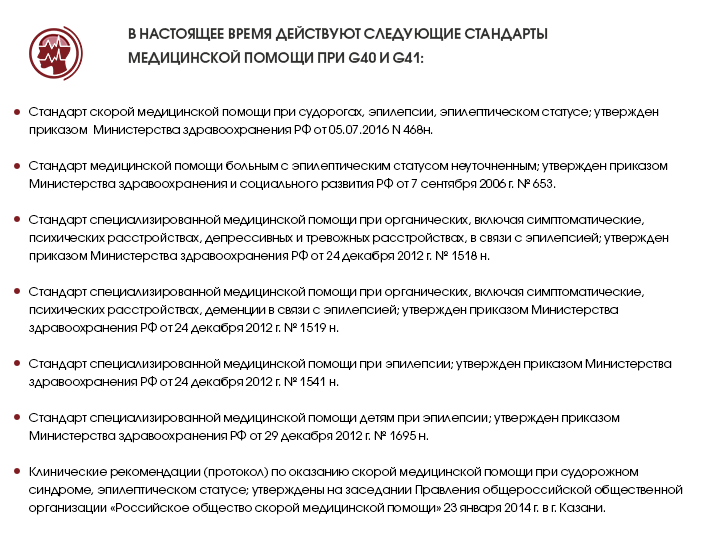 В НАСТОЯЩЕЕ ВРЕМЯ ДЕЙСТВУЮТ СЛЕДУЮЩИЕ СТАНДАРТЫ
МЕДИЦИНСКОЙ ПОМОЩИ ПРИ G40 И G41:
• Стандарт скорой медицинской помощи при судорогах, эпилепсии, эпилептическом статусе; утвержден
приказом Министерства здравоохранения РФ от 05.07.2016 N 468н.
• Стандарт медицинской помощи больным с эпилептическим статусом неуточненным; утвержден приказом
Министерства здравоохранения и социального развития РФ от 7 сентября 2006 г. № 653.
• Стандарт специализированной медицинской помощи при органических, включая симптоматические,
психических расстройствах, депрессивных и тревожных расстройствах, в связи с эпилепсией; утвержден
приказом Министерства здравоохранения РФ от 24 декабря 2012 г. № 1518 н.
• Стандарт специализированной медицинской помощи при органических, включая симптоматические,
психических расстройствах, деменции в связи с эпилепсией; утвержден приказом Министерства
здравоохранения РФ от 24 декабря 2012 г. № 1519 н.
• Стандарт специализированной медицинской помощи при эпилепсии; утвержден приказом Министерства
здравоохранения РФ от 24 декабря 2012 г. № 1541 н.
• Стандарт специализированной медицинской помощи детям при эпилепсии; утвержден приказом
Министерства здравоохранения РФ от 29 декабря 2012 г. № 1695 н.
• Клинические рекомендации (протокол) по оказанию скорой медицинской помощи при судорожном
синдроме, эпилептическом статусе; утверждены на заседании Правления общероссийской общественной
организации «Российское общество скорой медицинской помощи» 23 января 2014 г. в г. Казани.